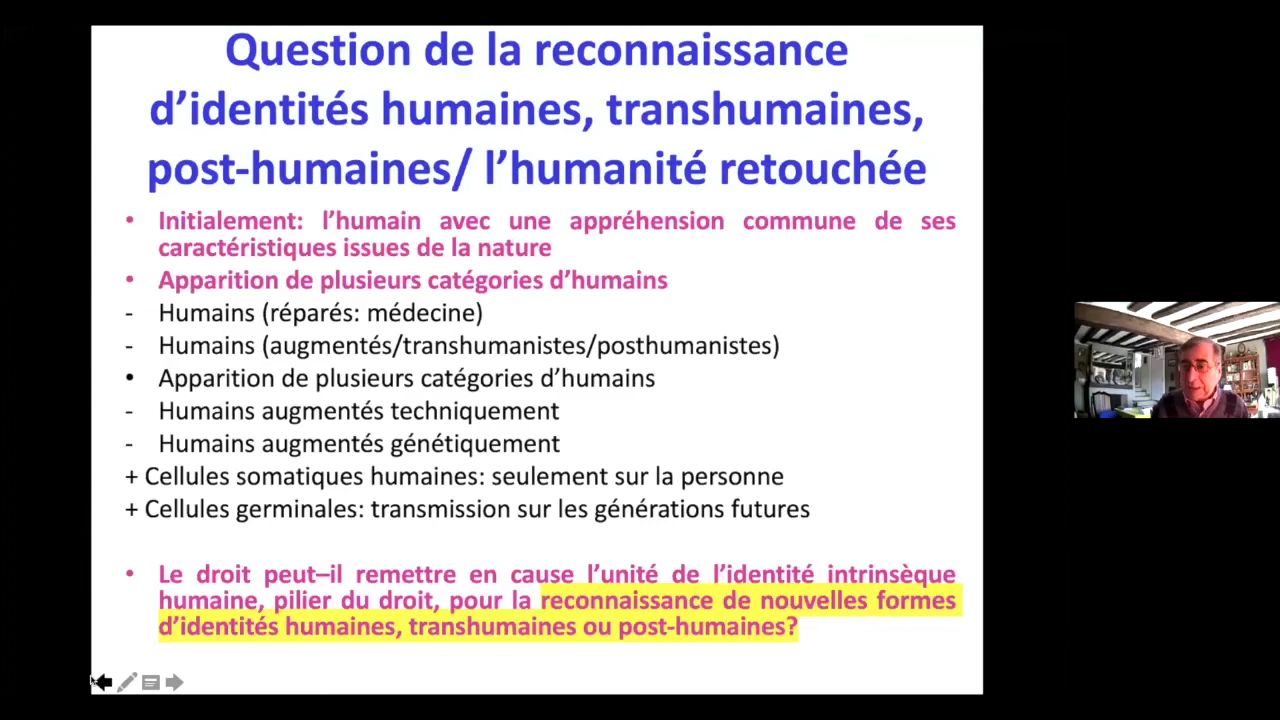 Question de la reconnaissance
d’identités humaines, transhumaines,
post-humaines/ l’humanité retouchée
• Initialement: l’humain avec une appréhension commune de ses
caractéristiques issues de la nature
• Apparition de plusieurs catégories d’humains
- Humains (réparés: médecine)
- Humains (augmentés/transhumanistes/posthumanistes)
• Apparition de plusieurs catégories d’humains
- Humains augmentés techniquement
- Humains augmentés génétiquement
+ Cellules somatiques humaines: seulement sur la personne
+ Cellules germinales: transmission sur les générations futures
• Le droit peut–il remettre en cause l’unité de l’identité intrinsèque
humaine, pilier du droit, pour la reconnaissance de nouvelles formes
d’identités humaines, transhumaines ou post-humaines?